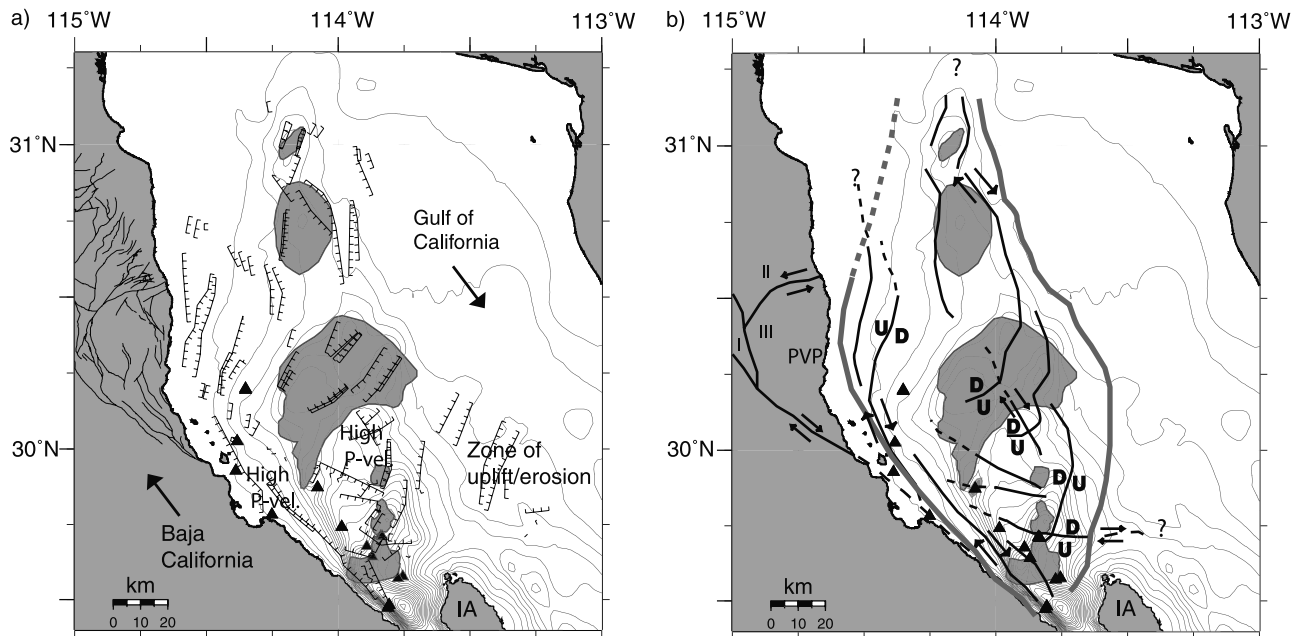 a)
115˚W
114˚W
113˚W
31˚N
30˚N
Gulf of
California
High
P-vel.
High
P-vel.
Zone of
uplift/erosion
Baja
California
km
0 10 20
IA
b)
115˚W
114˚W
113˚W
31˚N
30˚N
?
?
II
III
I
PVP
U D
D
U
D
U
D U
D
U
?
km
0 10 20
IA